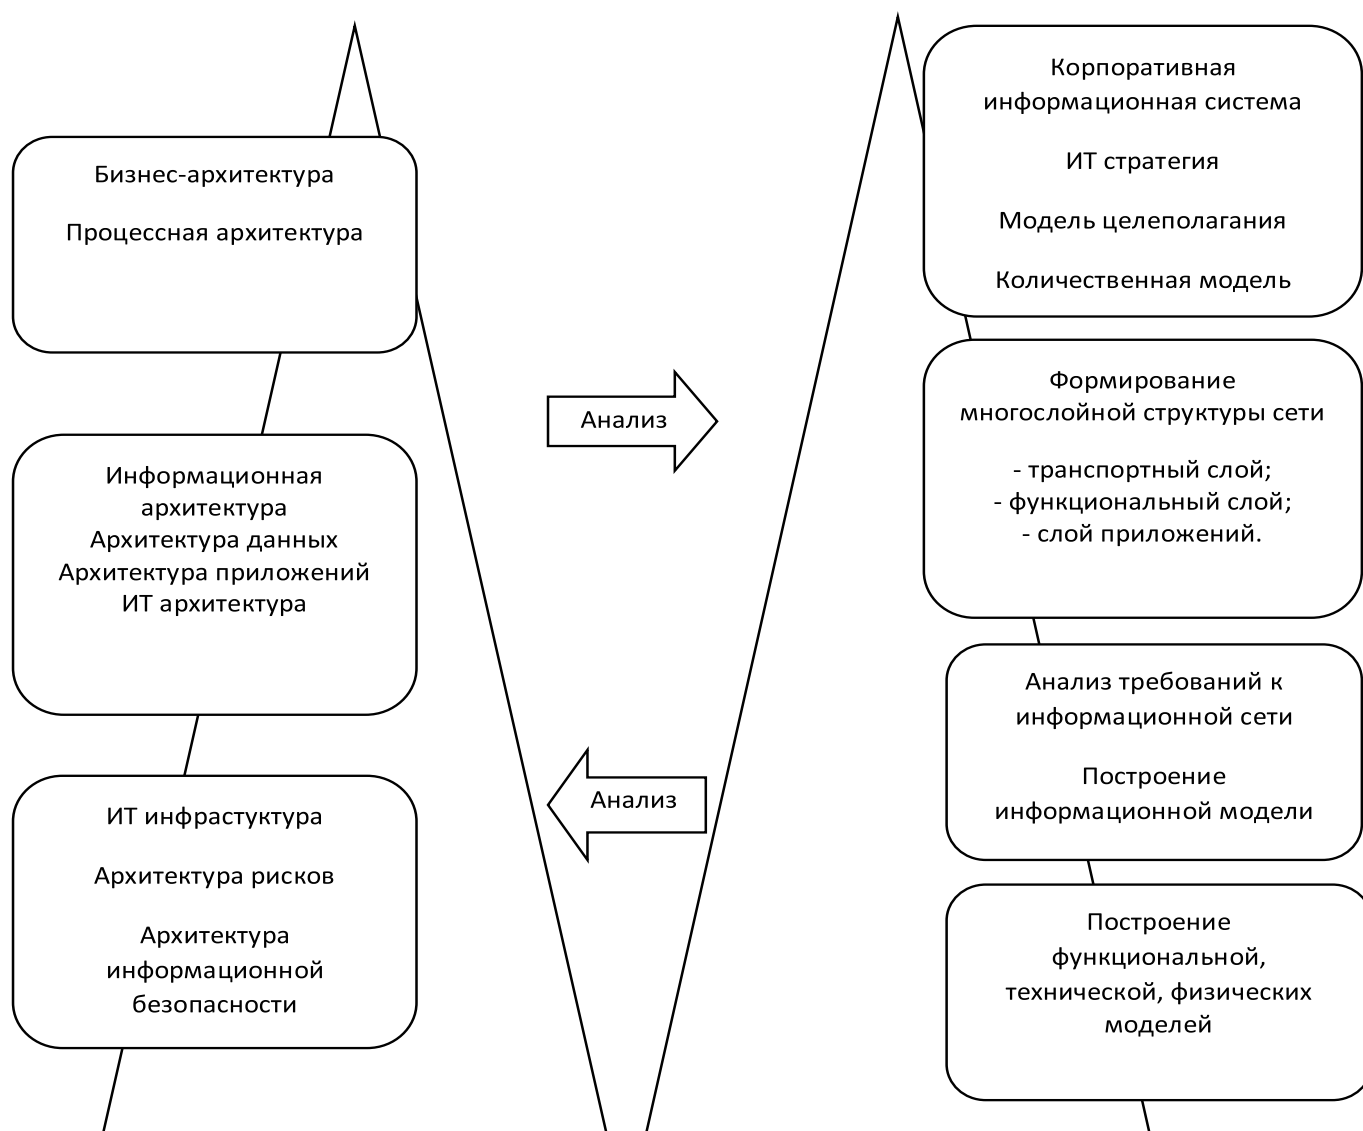 Бизнес-архитектура
Процессная архитектура
Информационная
архитектура
Архитектура данных
Архитектура приложений
ИТ архитектура
ИТ инфрастуктура
Архитектура рисков
Архитектура
информационной
безопасности
Анализ
Анализ
Корпоративная
информационная система
ИТ стратегия
Модель целеполагания
Количественная модель
Формирование
многослойной структуры сети
- транспортный слой;
- функциональный слой;
- слой приложений.
Анализ требований к
информационной сети
Построение
информационной модели
Построение
функциональной,
технической, физических
моделей